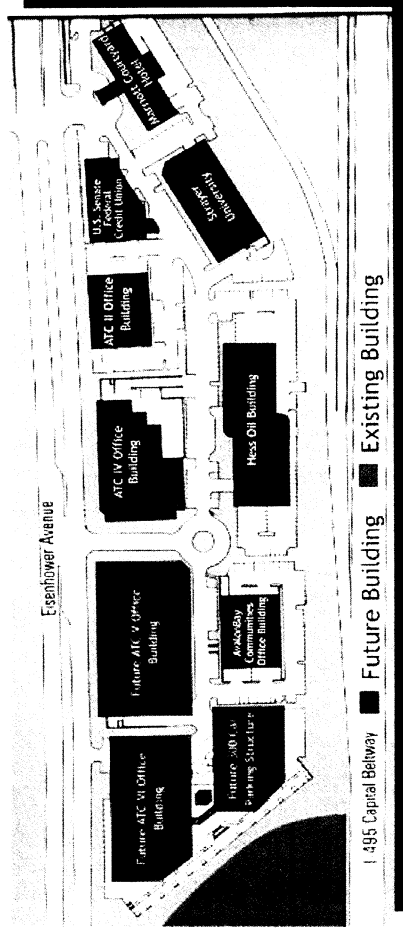 Eisenhower Avenue
Marriott Courtyard
Hotel
U.S. Senate
Federal
Credit Union
Strayer
University
ATC II Office
Building
ATC IV Office
Building
Hess Oil Building
Future ATC V Office
Building
AvalonBay
Communities
Office Building
Future ATC VI Office
Building
Future 500 Car
Parking Structure
I 495 Capital Beltway
Future Building
Existing Building